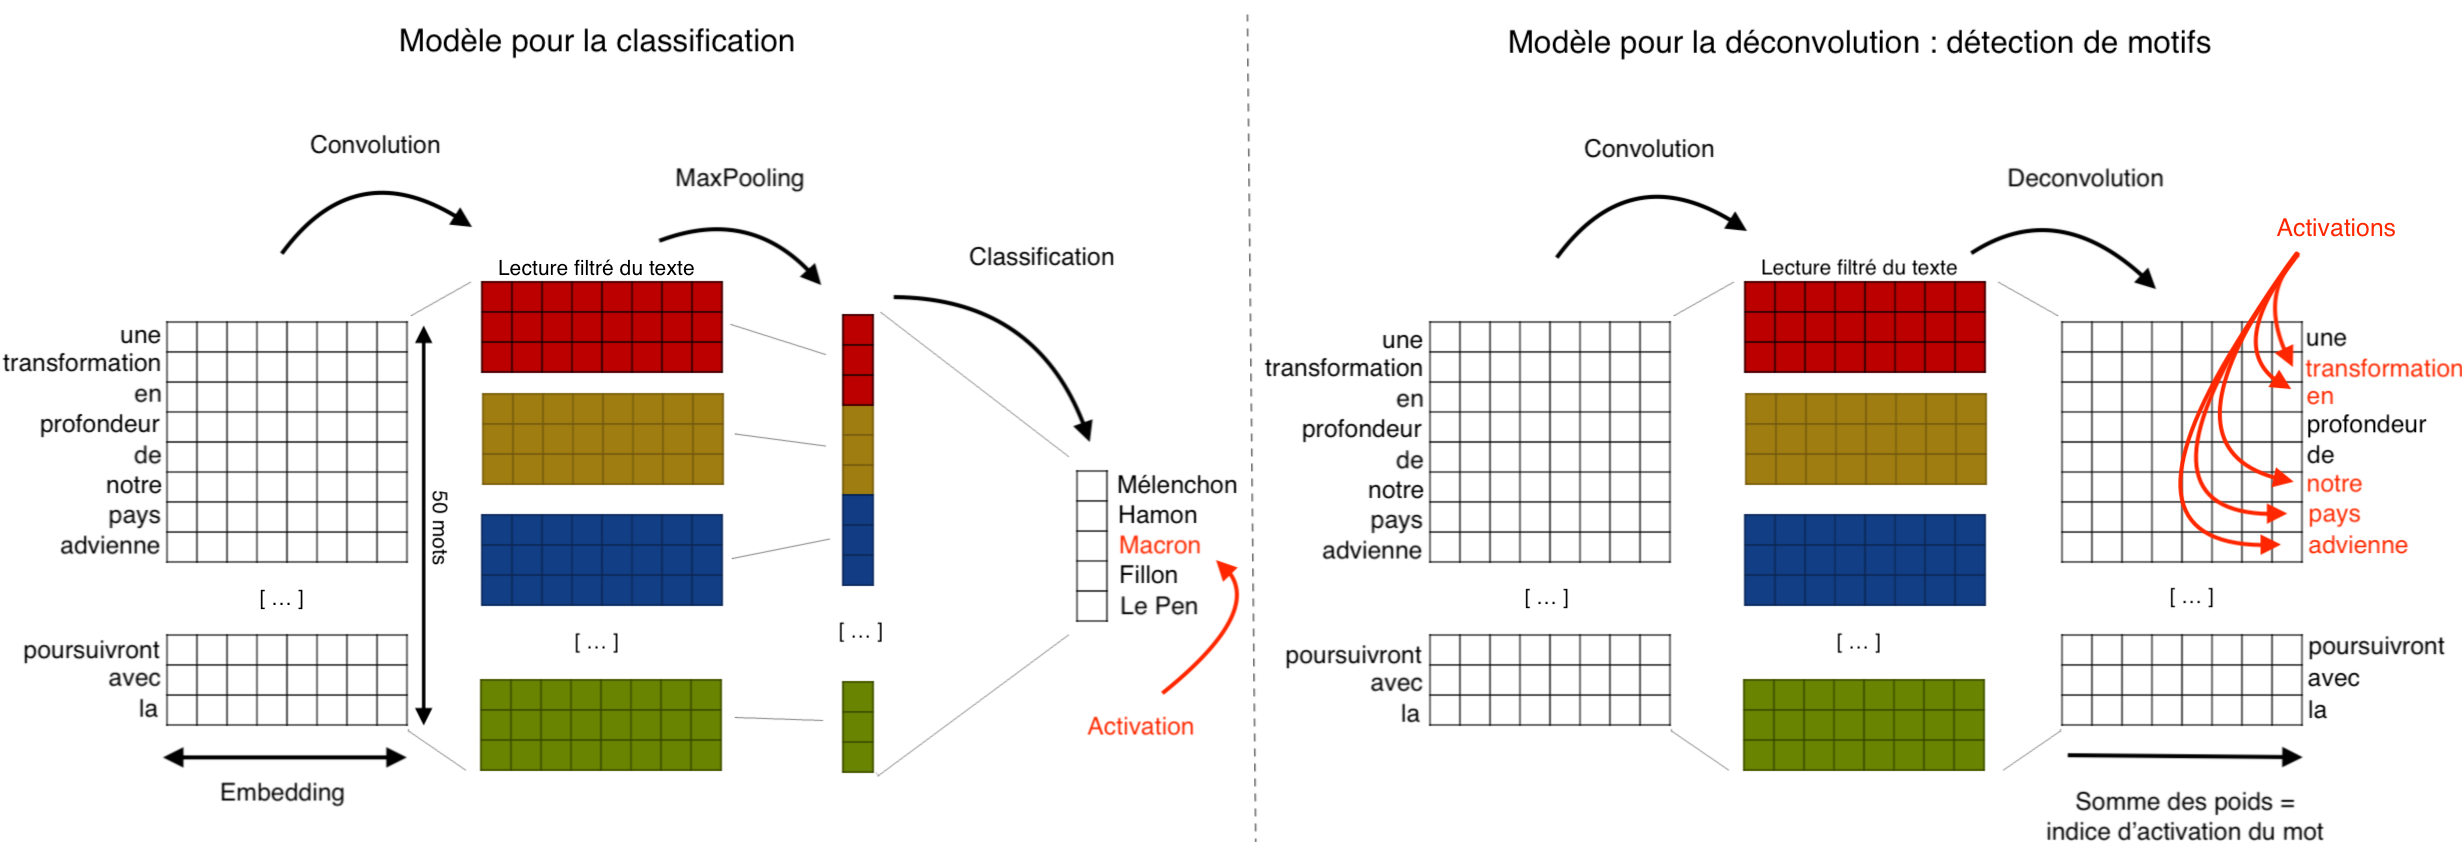 Modèle pour la classification
Convolution
MaxPooling
Classification
Lecture filtré du texte
une
transformation
en
profondeur
de
notre
pays
advienne
[ ... ]
poursuivront
avec
la
50 mots
Embedding
[ ... ]
[ ... ]
Mélenchon
Hamon
Macron
Fillon
Le Pen
Activation
Modèle pour la déconvolution : détection de motifs
Convolution
Deconvolution
Activations
Lecture filtré du texte
une
transformation
en
profondeur
de
notre
pays
advienne
[ ... ]
poursuivront
avec
la
[ ... ]
une
transformation
en
profondeur
de
notre
pays
advienne
[ ... ]
poursuivront
avec
la
Somme des poids =
indice d'activation du mot